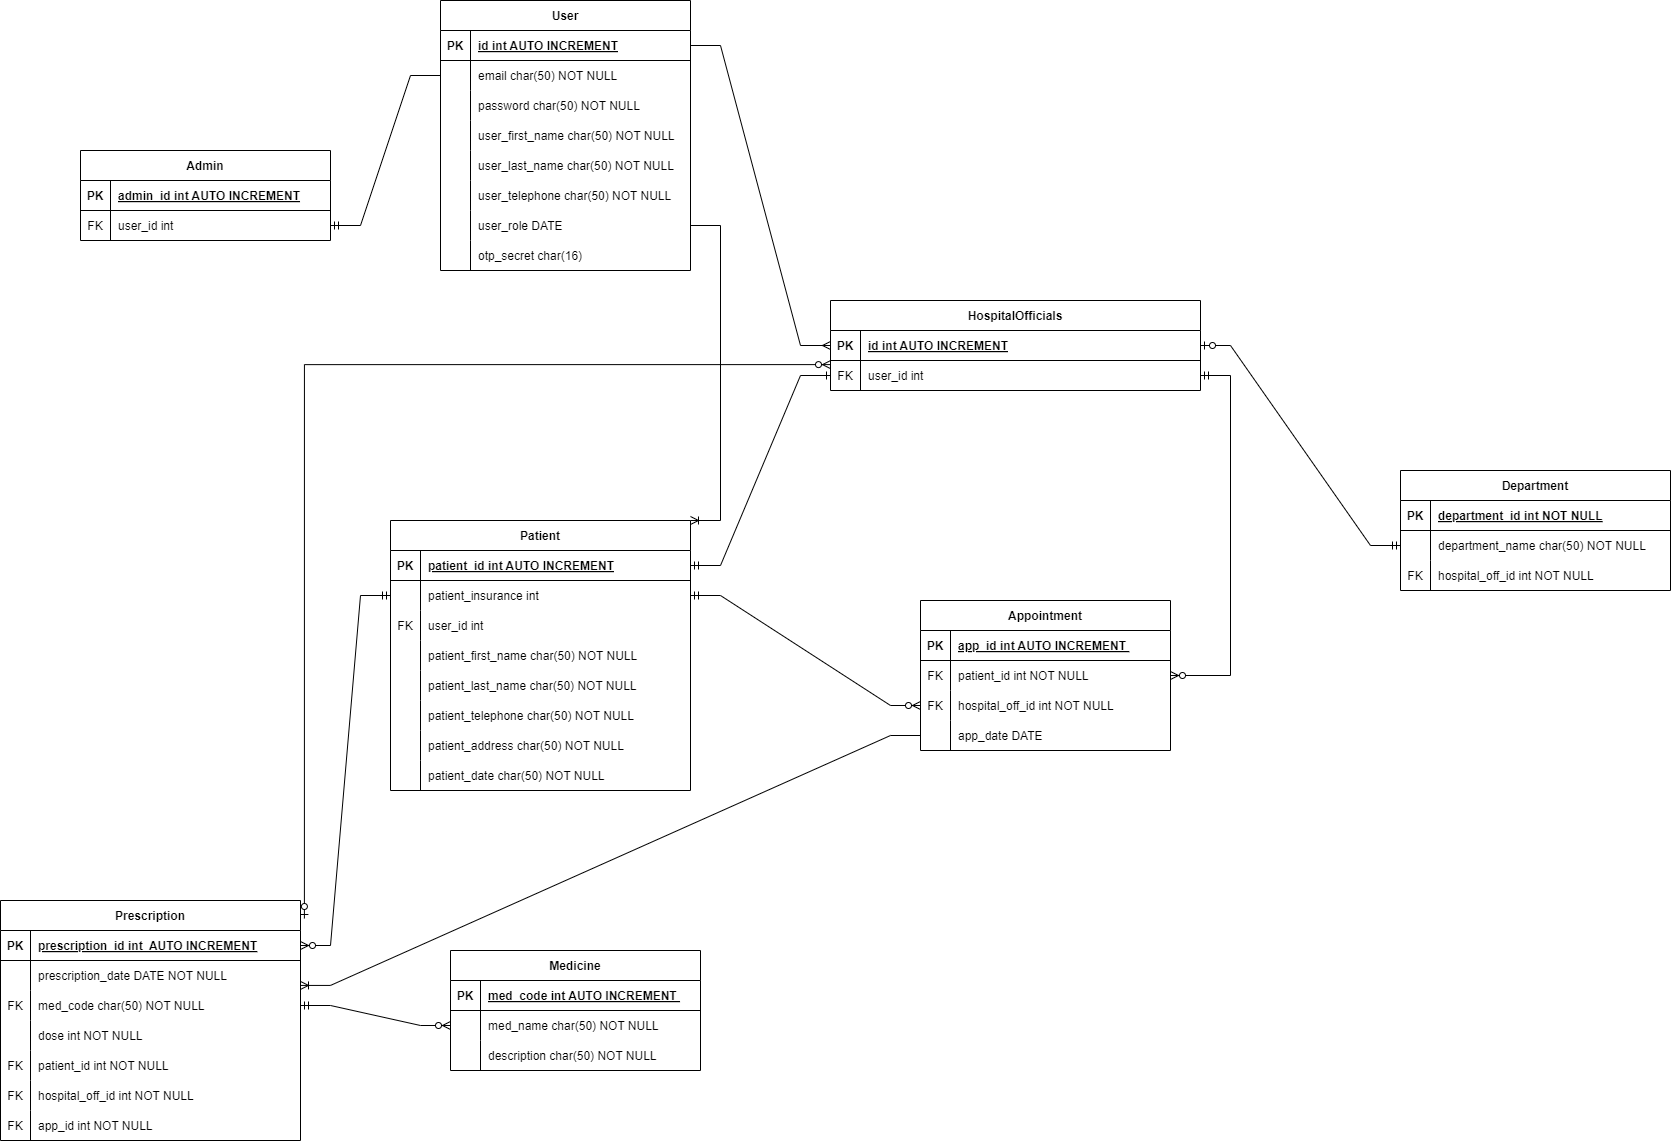 User
PK id int AUTO INCREMENT
email char(50) NOT NULL
password char(50) NOT NULL
user_first_name char(50) NOT NULL
user_last_name char(50) NOT NULL
user_telephone char(50) NOT NULL
user_role DATE
otp_secret char(16)
Admin
PK admin_id int AUTO INCREMENT
FK user_id int
HospitalOfficials
PK id int AUTO INCREMENT
FK user_id int
Department
PK department_id int NOT NULL
department_name char(50) NOT NULL
FK hospital_off_id int NOT NULL
Patient
PK patient_id int AUTO INCREMENT
patient_insurance int
FK user_id int
patient_first_name char(50) NOT NULL
patient_last_name char(50) NOT NULL
patient_telephone char(50) NOT NULL
patient_address char(50) NOT NULL
patient_date char(50) NOT NULL
Appointment
PK app_id int AUTO INCREMENT
FK patient_id int NOT NULL
FK hospital_off_id int NOT NULL
app_date DATE
Prescription
PK prescription_id int AUTO INCREMENT
prescription_date DATE NOT NULL
FK med_code char(50) NOT NULL
dose int NOT NULL
FK patient_id int NOT NULL
FK hospital_off_id int NOT NULL
FK app_id int NOT NULL
Medicine
PK med_code int AUTO INCREMENT
med_name char(50) NOT NULL
description char(50) NOT NULL